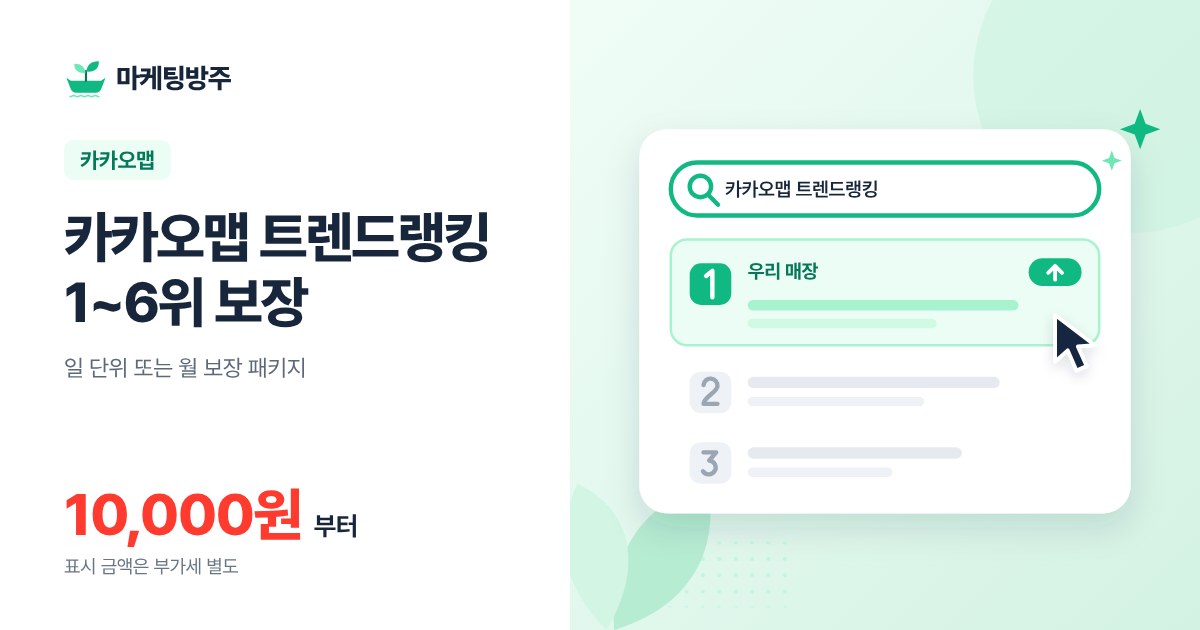 마케팅방주
카카오맵
카카오맵 트렌드랭킹
1~6위 보장
일 단위 또는 월 보장 패키지
10,000원 부터
표시 금액은 부가세 별도
카카오맵 트렌드랭킹
1
우리 매장
2
3